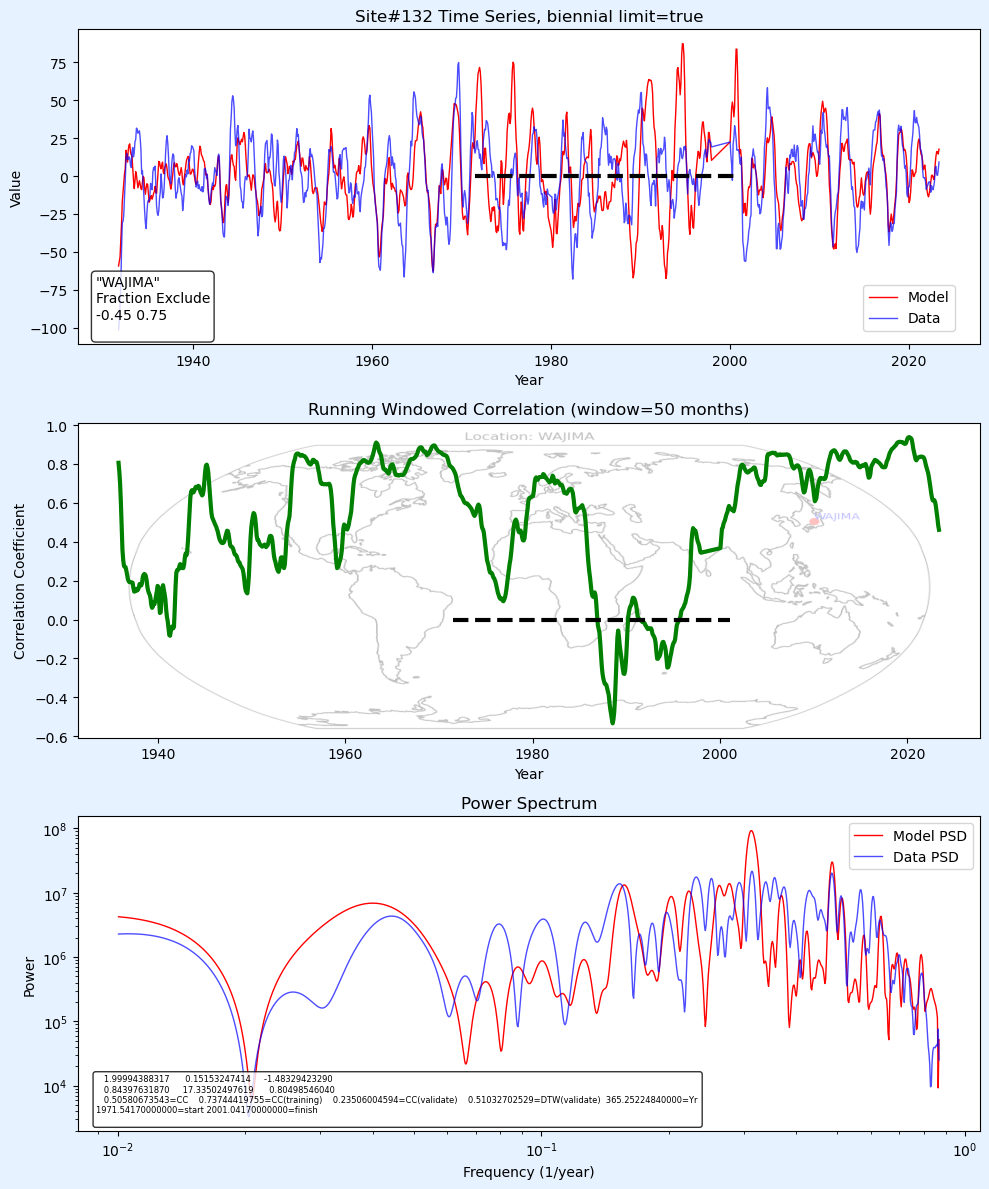 Site#132 Time Series, biennial limit=true
Value
75
50
25
0
−25
−50
−75
−100
"WAJIMA"
Fraction Exclude
-0.45 0.75
Model
Data
1940
1960
1980
2000
2020
Year
Running Windowed Correlation (window=50 months)
Correlation Coefficient
1.0
0.8
0.6
0.4
0.2
0.0
−0.2
−0.4
−0.6
Location: WAJIMA
WAJIMA
1940
1960
1980
2000
2020
Year
Power Spectrum
Power
10^8
10^7
10^6
10^5
10^4
Model PSD
Data PSD
1.99994388317 0.15153247414 -1.48329423290
0.84397631870 17.33502497619 0.80498546040
0.50580673543=CC 0.73744419755=CC(training) 0.23506004594=CC(validate) 0.51032702529=DTW(validate) 365.25224840000=Yr
1971.54170000000=start 2001.04170000000=finish
10^−2
10^−1
10^0
Frequency (1/year)